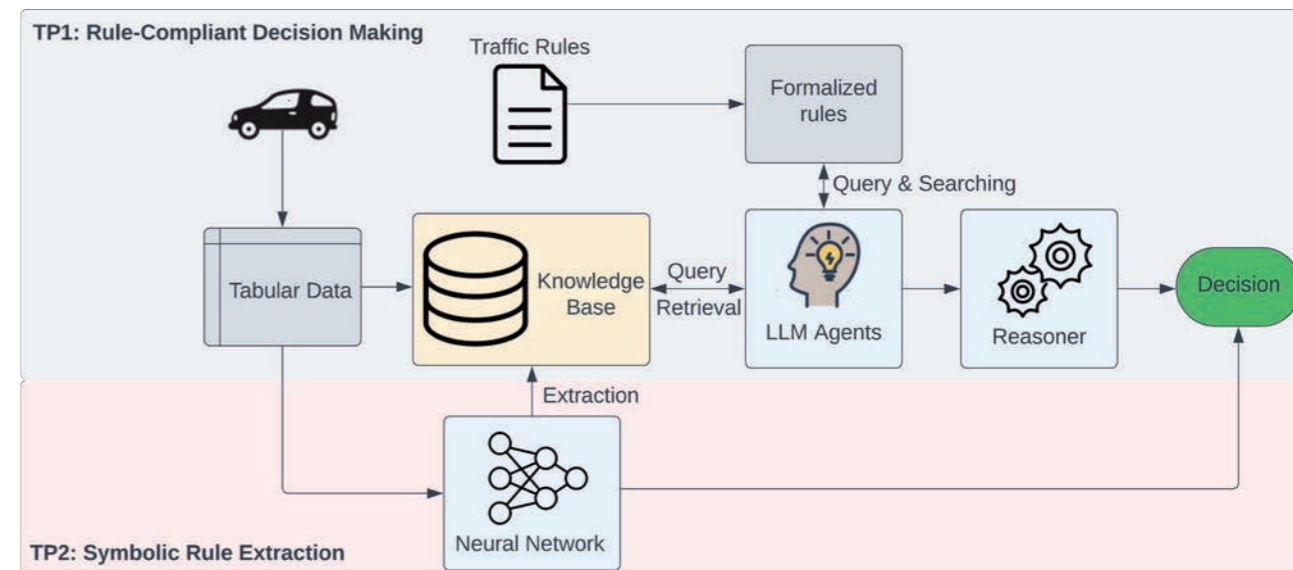 TP1: Rule-Compliant Decision Making
Traffic Rules
Formalized
rules
Query & Searching
Tabular Data
Knowledge
Base
Query
Retrieval
LLM Agents
Reasoner
Decision
Extraction
Neural Network
TP2: Symbolic Rule Extraction